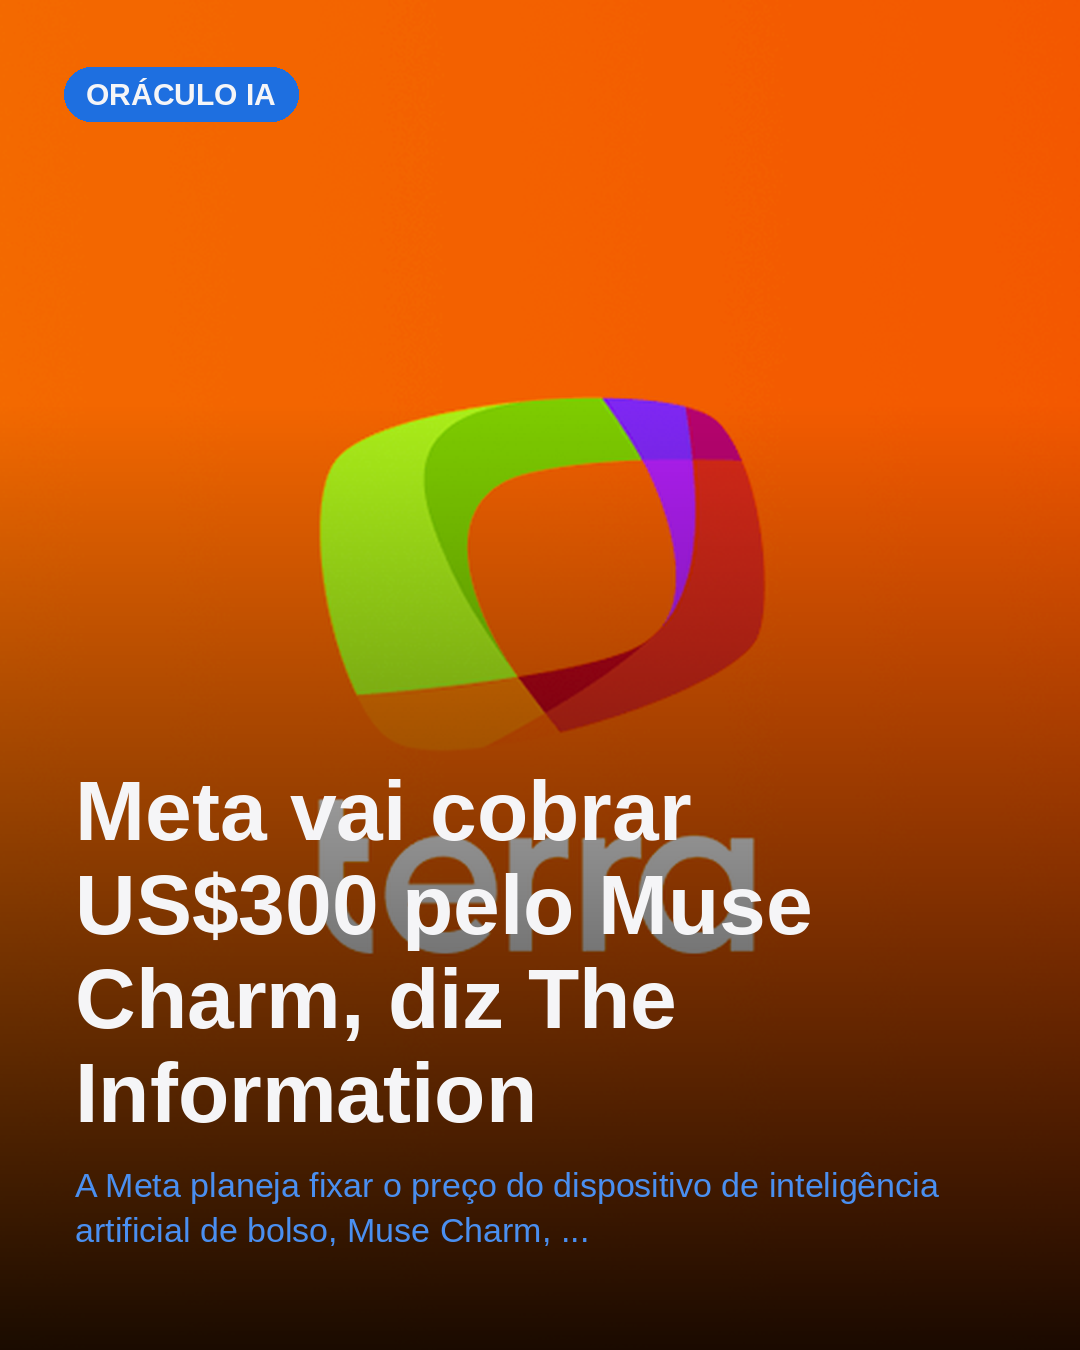 ORÁCULO IA
terra
Meta vai cobrar
US$300 pelo Muse
Charm, diz The
Information
A Meta planeja fixar o preço do dispositivo de inteligência
artificial de bolso, Muse Charm, ...